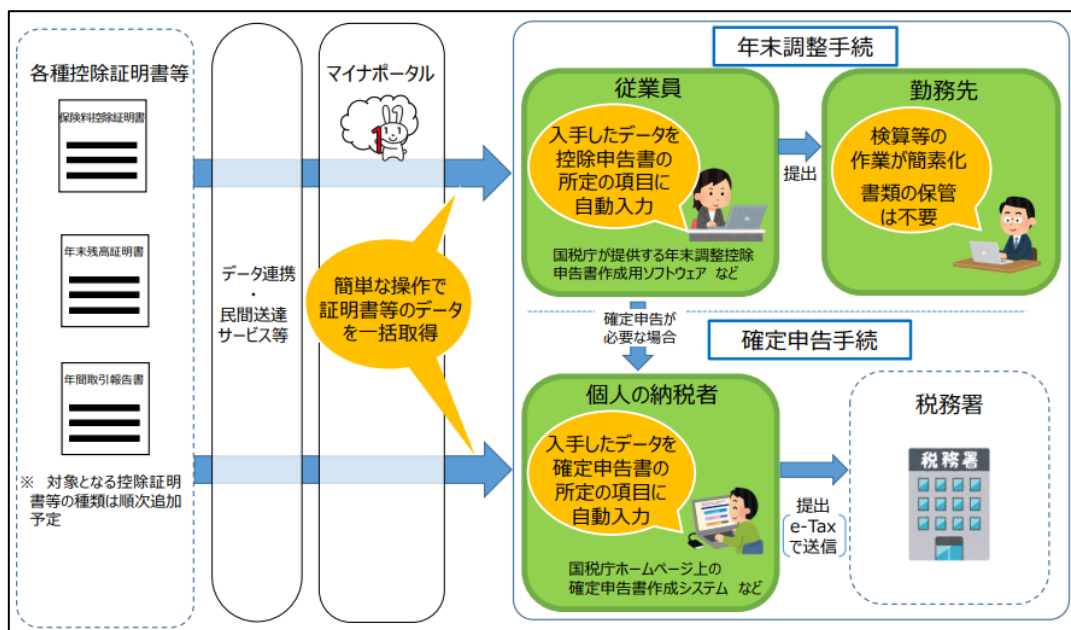 各種控除証明書等
保険料控除証明書
年末残高証明書
年間取引報告書
※ 対象となる控除証明
書等の種類は順次追加
予定
データ連携
・
民間送達
サービス等
マイナポータル
1
簡単な操作で
証明書等のデータ
を一括取得
年末調整手続
従業員
入手したデータを
控除申告書の
所定の項目に
自動入力
国税庁が提供する年末調整控除
申告書作成用ソフトウェア など
提出
勤務先
検算等の
作業が簡素化
書類の保管
は不要
確定申告が
必要な場合
確定申告手続
個人の納税者
入手したデータを
確定申告書の
所定の項目に
自動入力
国税庁ホームページ上の
確定申告書作成システム など
提出
e-Tax
で送信
税務署
税務署